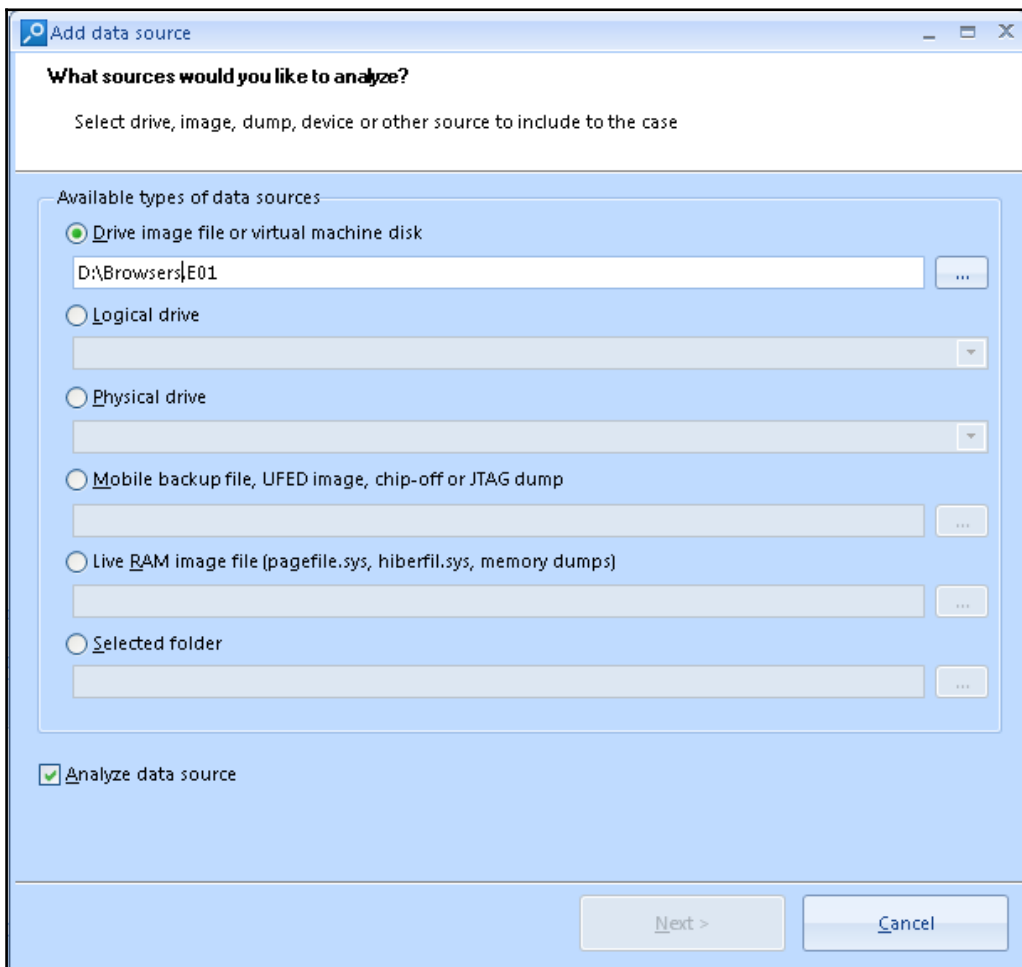 Add data source
What sources would you like to analyze?
Select drive, image, dump, device or other source to include to the case
Available types of data sources
Drive image file or virtual machine disk
D:\Browsers.E01
...
Logical drive
Physical drive
Mobile backup file, UFED image, chip-off or JTAG dump
...
Live RAM image file (pagefile.sys, hiberfil.sys, memory dumps)
...
Selected folder
...
Analyze data source
Next >
Cancel